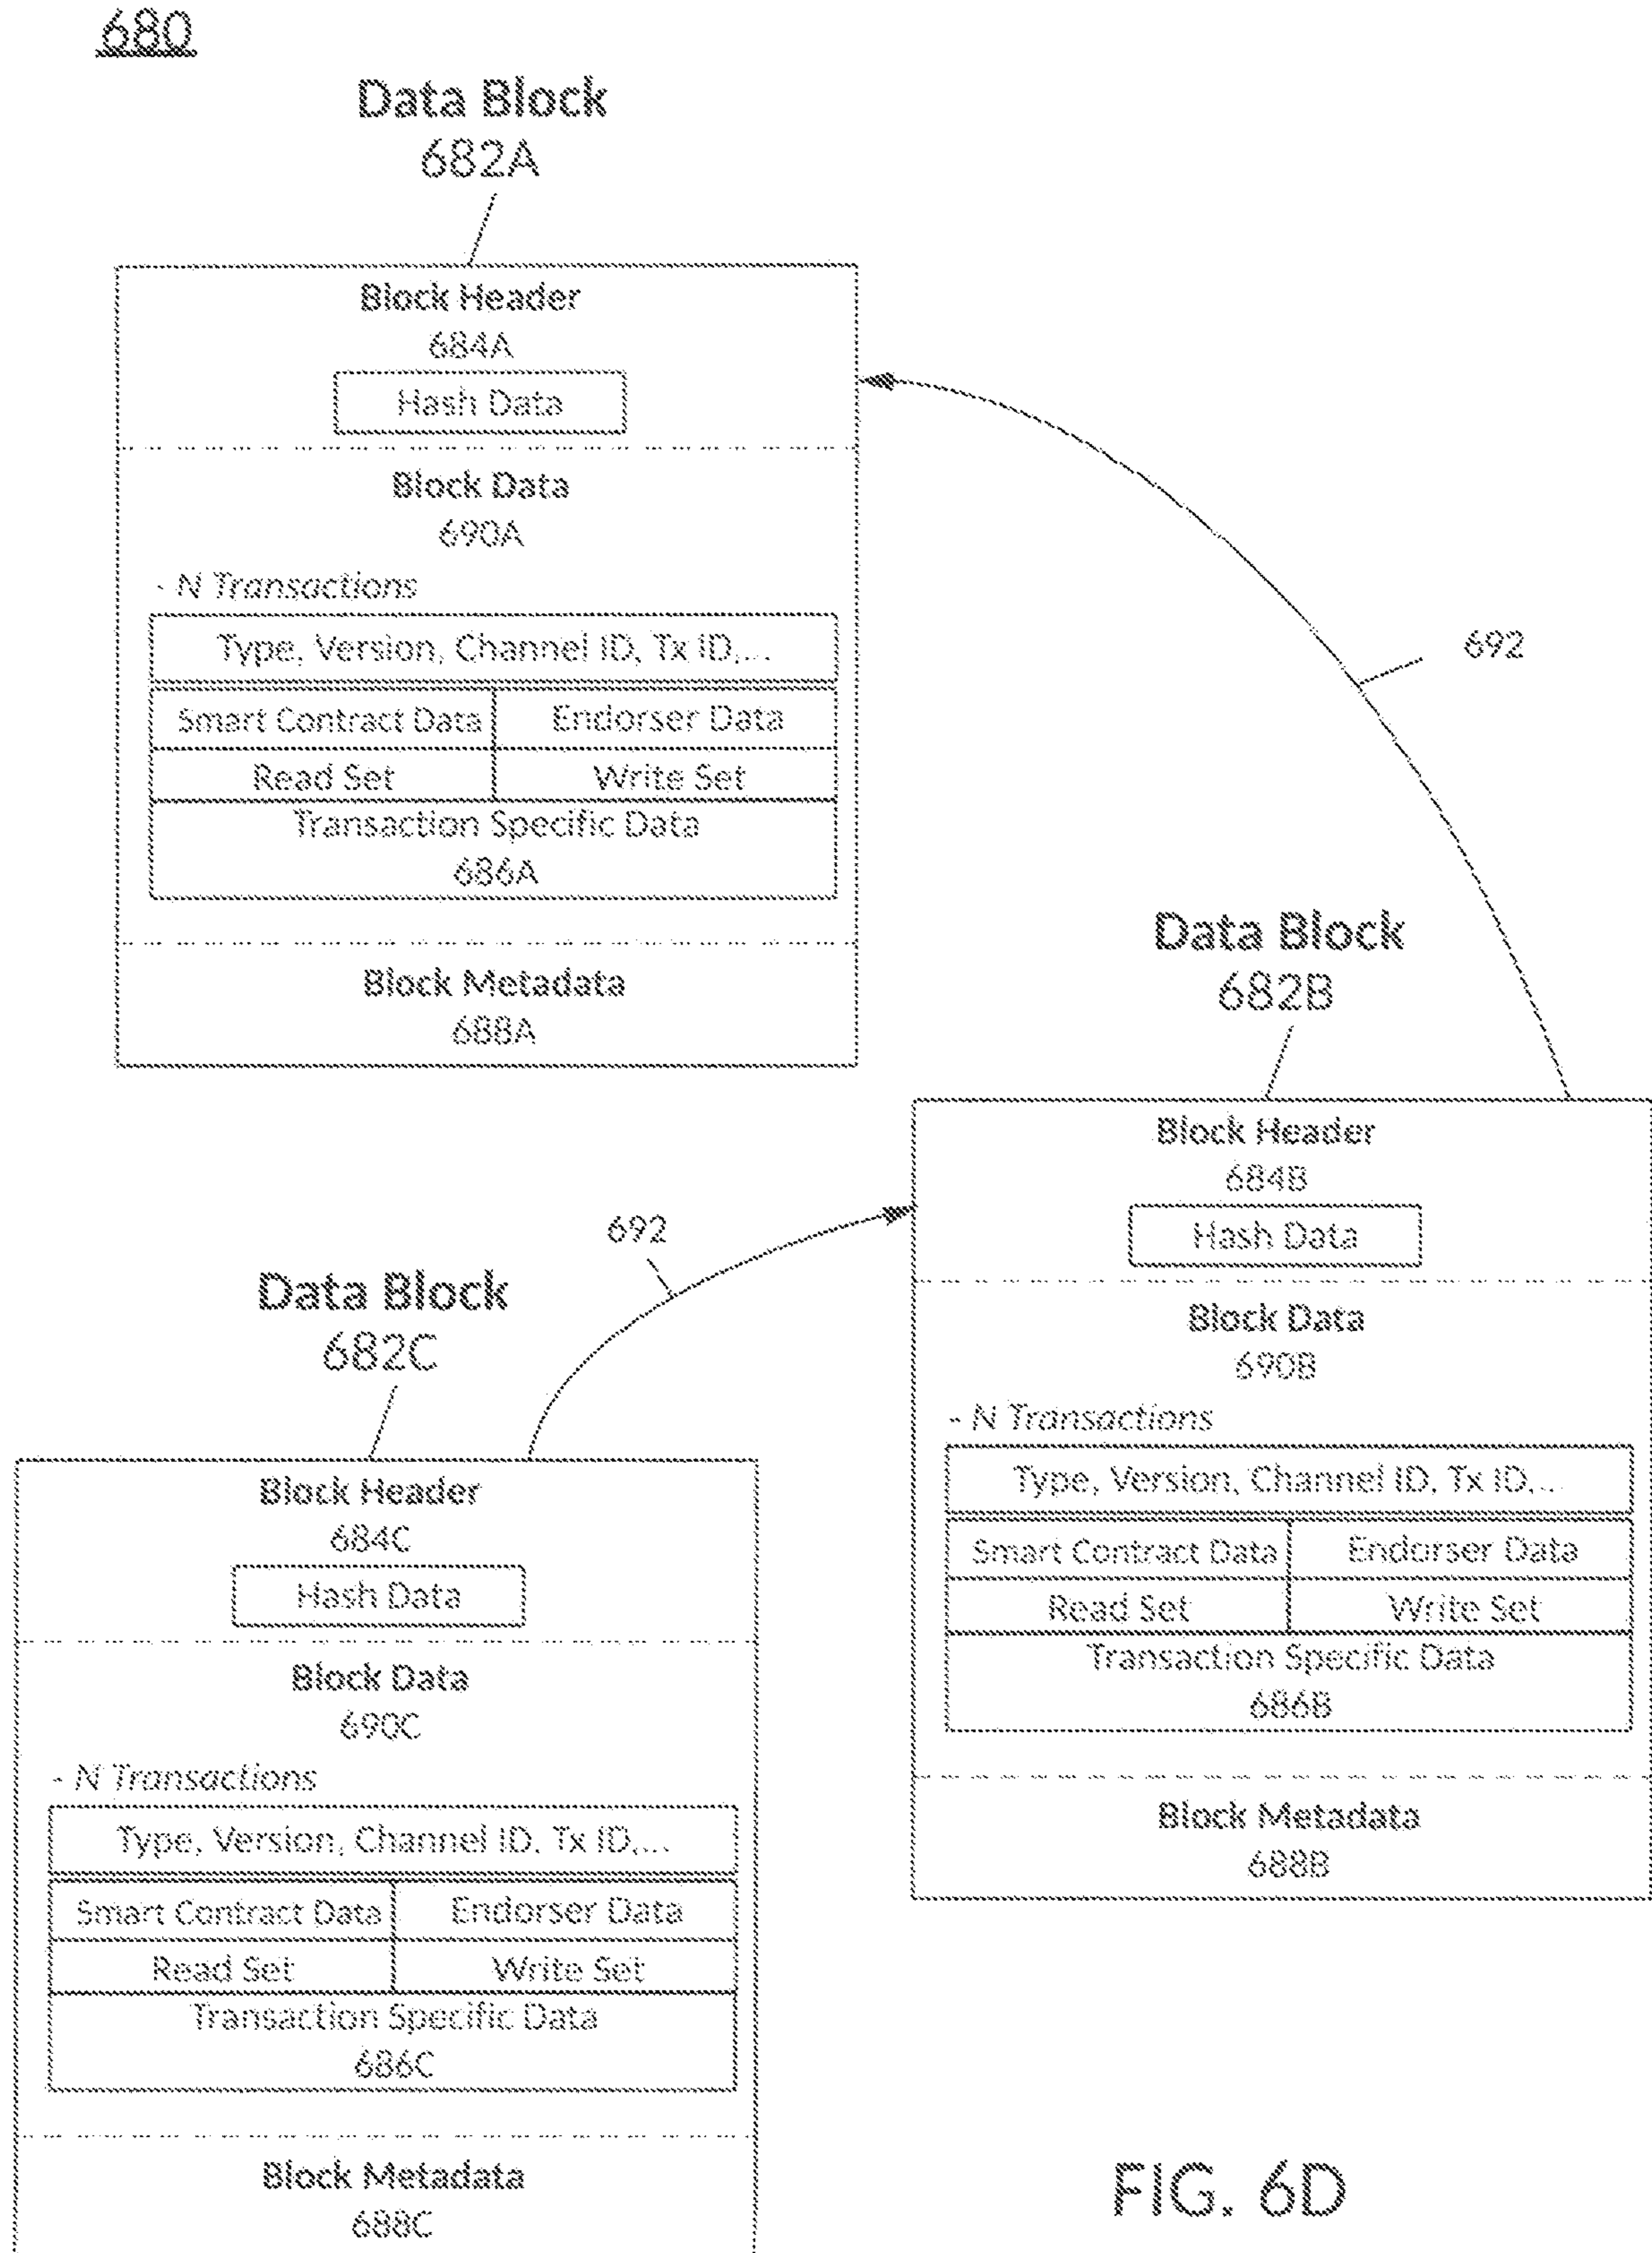 680
Data Block
682A
Block Header
684A
Hash Data
Block Data
690A
- N Transactions
Type, Version, Channel ID, Tx ID,...
Smart Contract Data Endorser Data
Read Set Write Set
Transaction Specific Data
686A
Block Metadata
688A
692
Data Block
682B
Block Header
684B
Hash Data
Block Data
690B
- N Transactions
Type, Version, Channel ID, Tx ID,...
Smart Contract Data Endorser Data
Read Set Write Set
Transaction Specific Data
686B
Block Metadata
688B
692
Data Block
682C
Block Header
684C
Hash Data
Block Data
690C
- N Transactions
Type, Version, Channel ID, Tx ID,...
Smart Contract Data Endorser Data
Read Set Write Set
Transaction Specific Data
686C
Block Metadata
688C
FIG. 6D